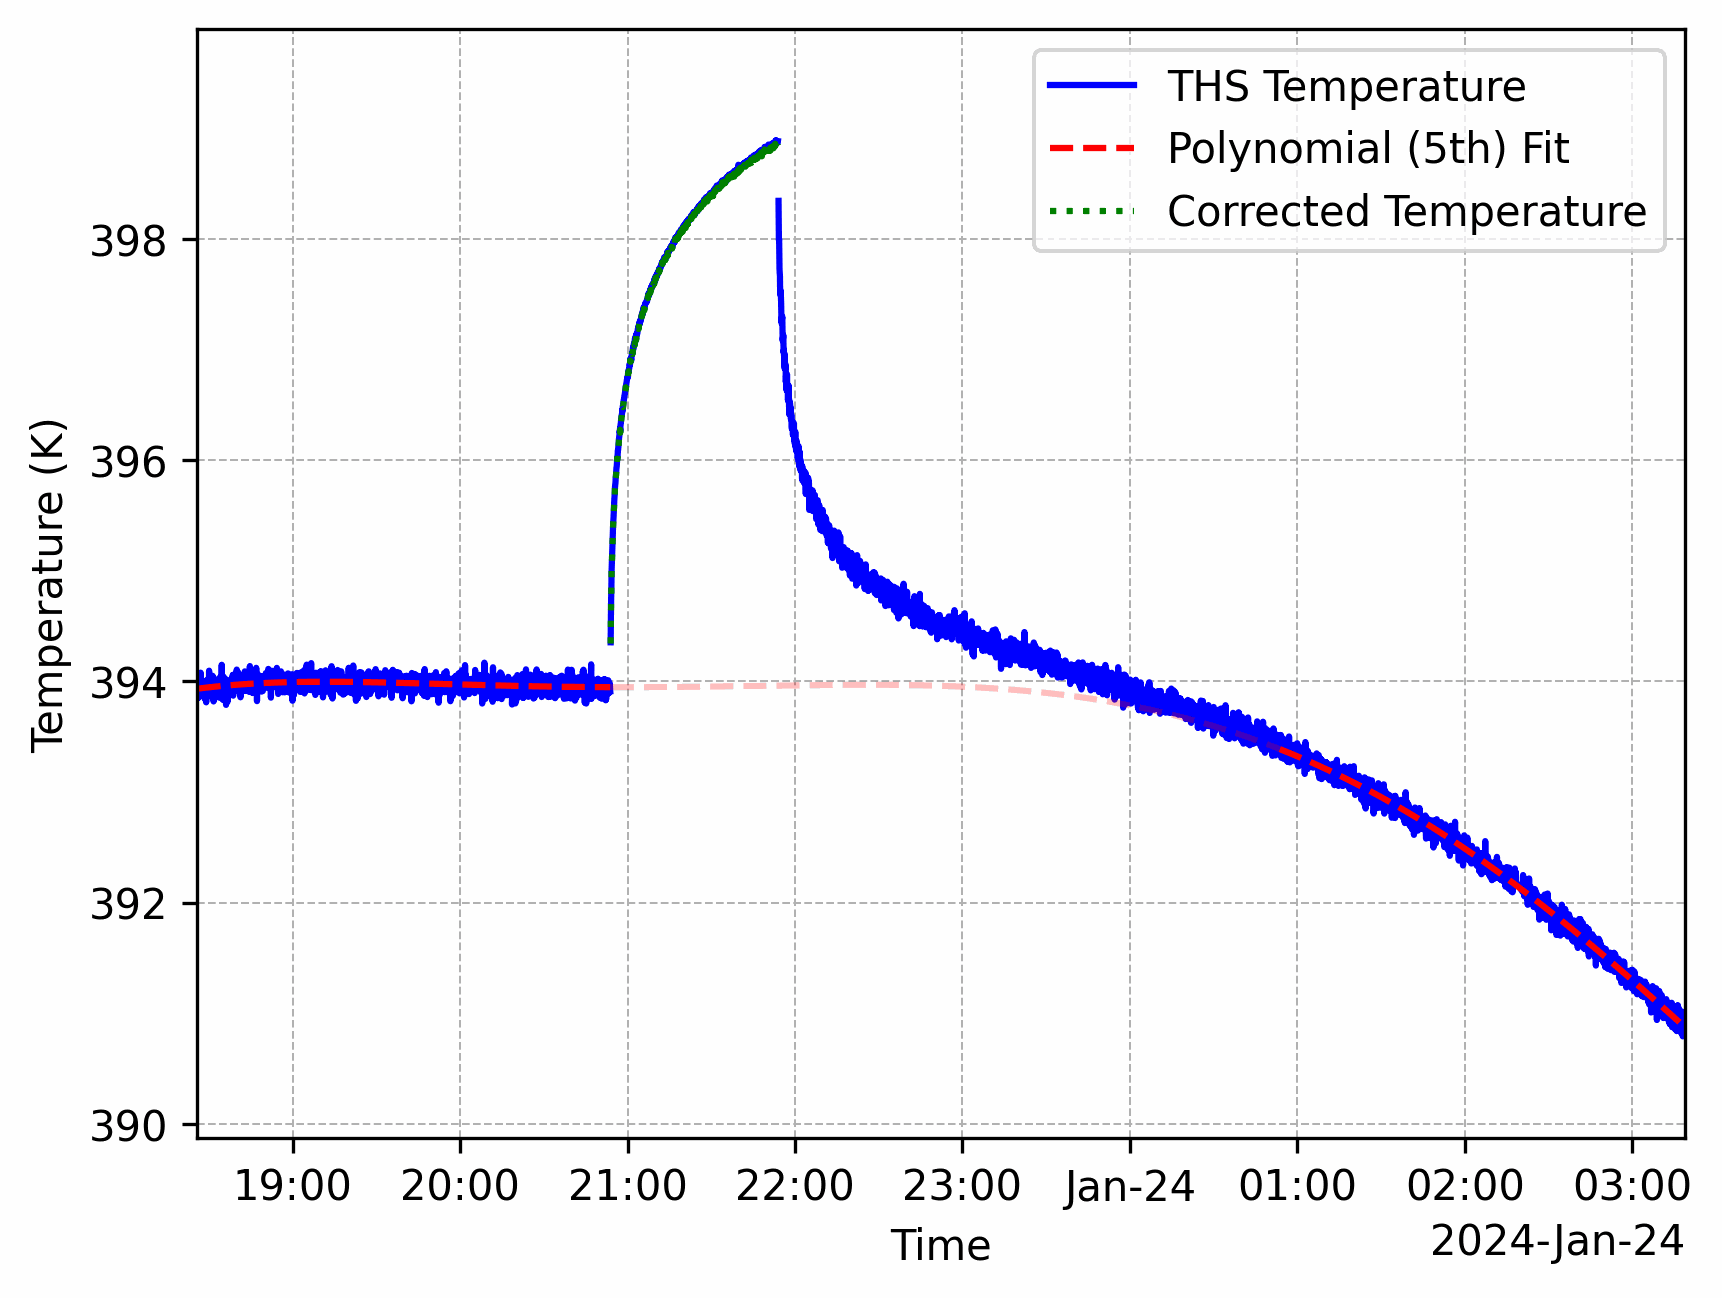 THS Temperature
Polynomial (5th) Fit
Corrected Temperature
Temperature (K)
398
396
394
392
390
19:00 20:00 21:00 22:00 23:00 Jan-24 01:00 02:00 03:00
Time
2024-Jan-24